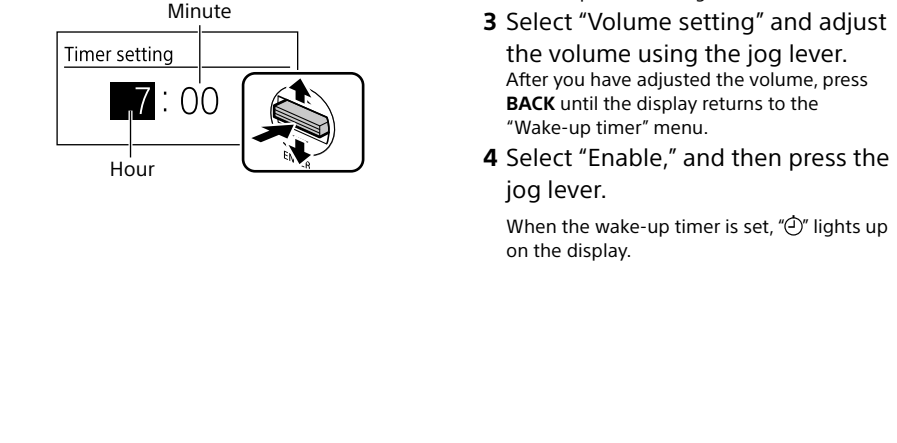 Minute
Timer setting
7 : 00
ENTER
Hour
3 Select “Volume setting” and adjust
the volume using the jog lever.
After you have adjusted the volume, press
BACK until the display returns to the
“Wake-up timer” menu.
4 Select “Enable,” and then press the
jog lever.
When the wake-up timer is set, “⏱” lights up
on the display.